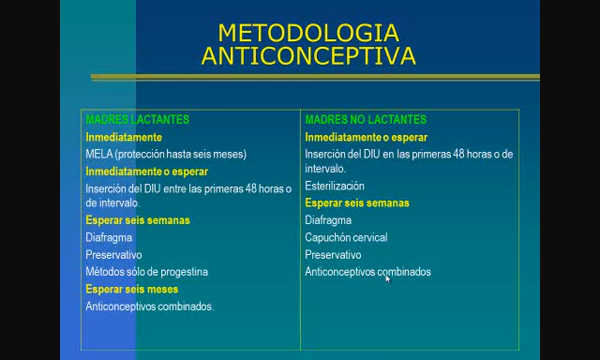 METODOLOGIA
ANTICONCEPTIVA
MADRES LACTANTES
Inmediatamente
MELA (protección hasta seis meses)
Inmediatamente o esperar
Inserción del DIU entre las primeras 48 horas o
de intervalo.
Esperar seis semanas
Diafragma
Preservativo
Métodos sólo de progestina
Esperar seis meses
Anticonceptivos combinados.
MADRES NO LACTANTES
Inmediatamente o esperar
Inserción del DIU en las primeras 48 horas o de
intervalo.
Esterilización
Esperar seis semanas
Diafragma
Capuchón cervical
Preservativo
Anticonceptivos combinados